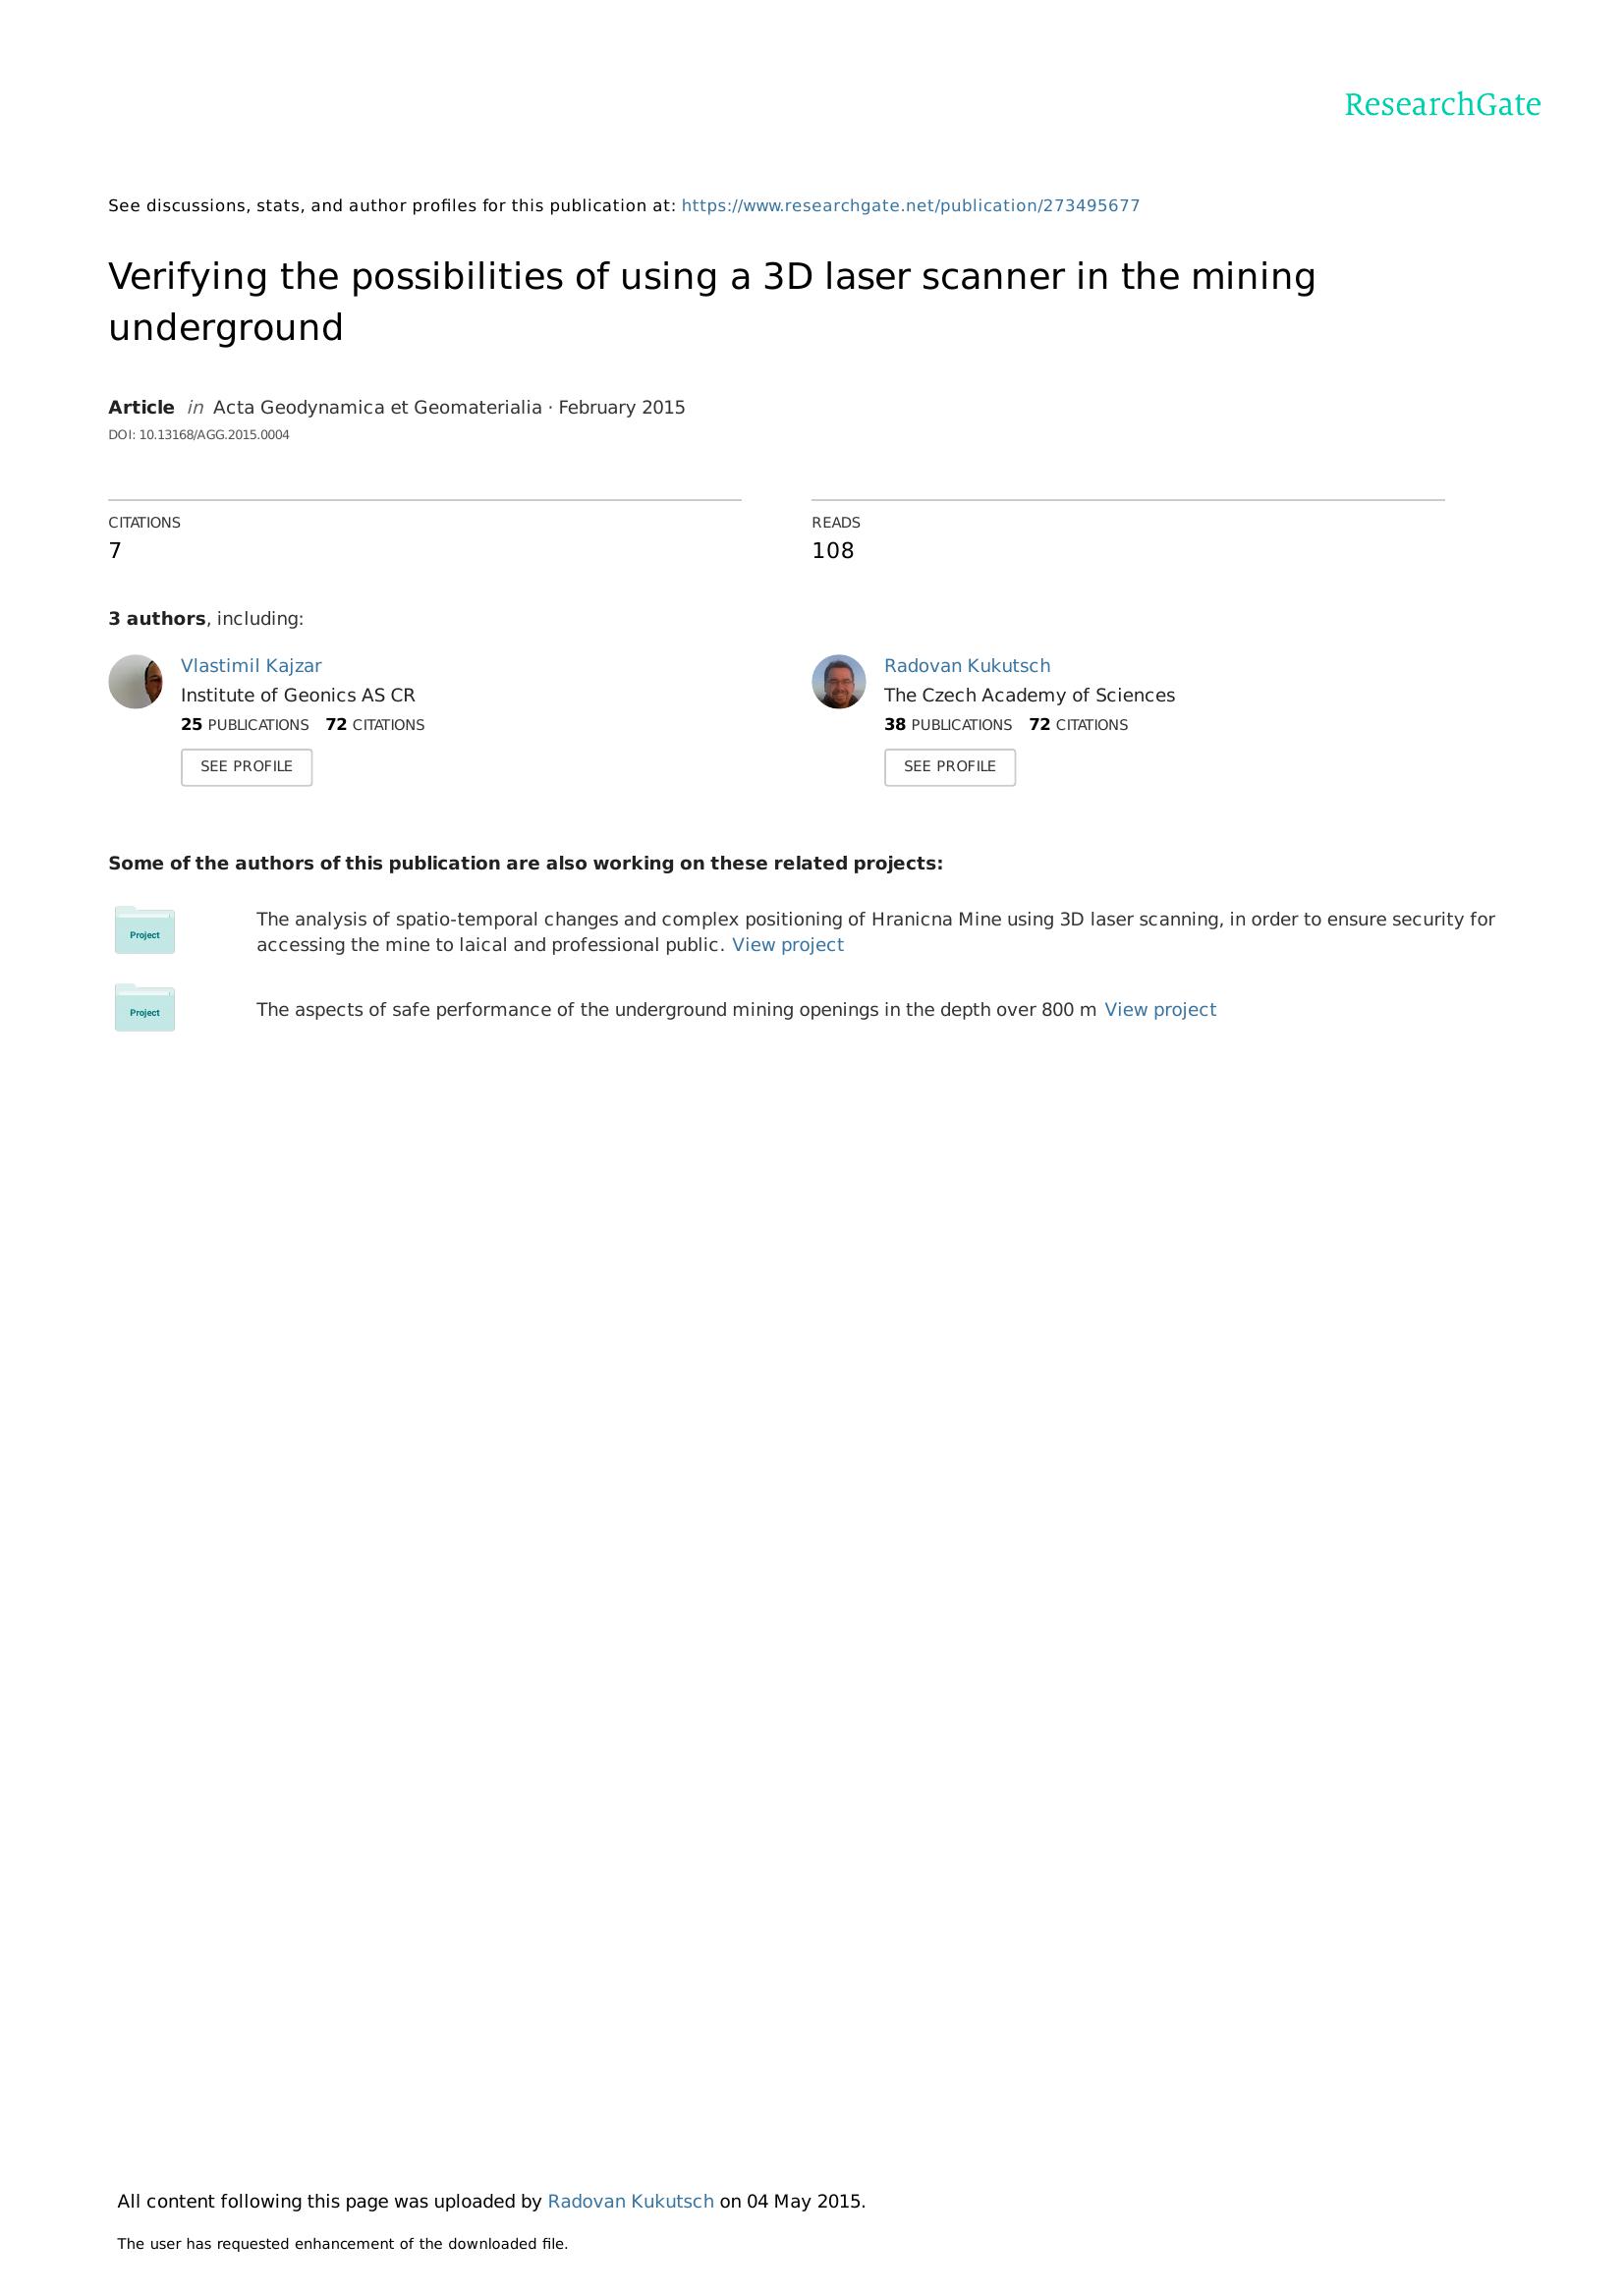 ResearchGate
See discussions, stats, and author profiles for this publication at: https://www.researchgate.net/publication/273495677
Verifying the possibilities of using a 3D laser scanner in the mining
underground
Article in Acta Geodynamica et Geomaterialia · February 2015
DOI: 10.13168/AGG.2015.0004
CITATIONS
7
READS
108
3 authors, including:
Vlastimil Kajzar
Institute of Geonics AS CR
25 PUBLICATIONS 72 CITATIONS
SEE PROFILE
Radovan Kukutsch
The Czech Academy of Sciences
38 PUBLICATIONS 72 CITATIONS
SEE PROFILE
Some of the authors of this publication are also working on these related projects:
Project
The analysis of spatio-temporal changes and complex positioning of Hranicna Mine using 3D laser scanning, in order to ensure security for
accessing the mine to laical and professional public. View project
Project
The aspects of safe performance of the underground mining openings in the depth over 800 m View project
All content following this page was uploaded by Radovan Kukutsch on 04 May 2015.
The user has requested enhancement of the downloaded file.